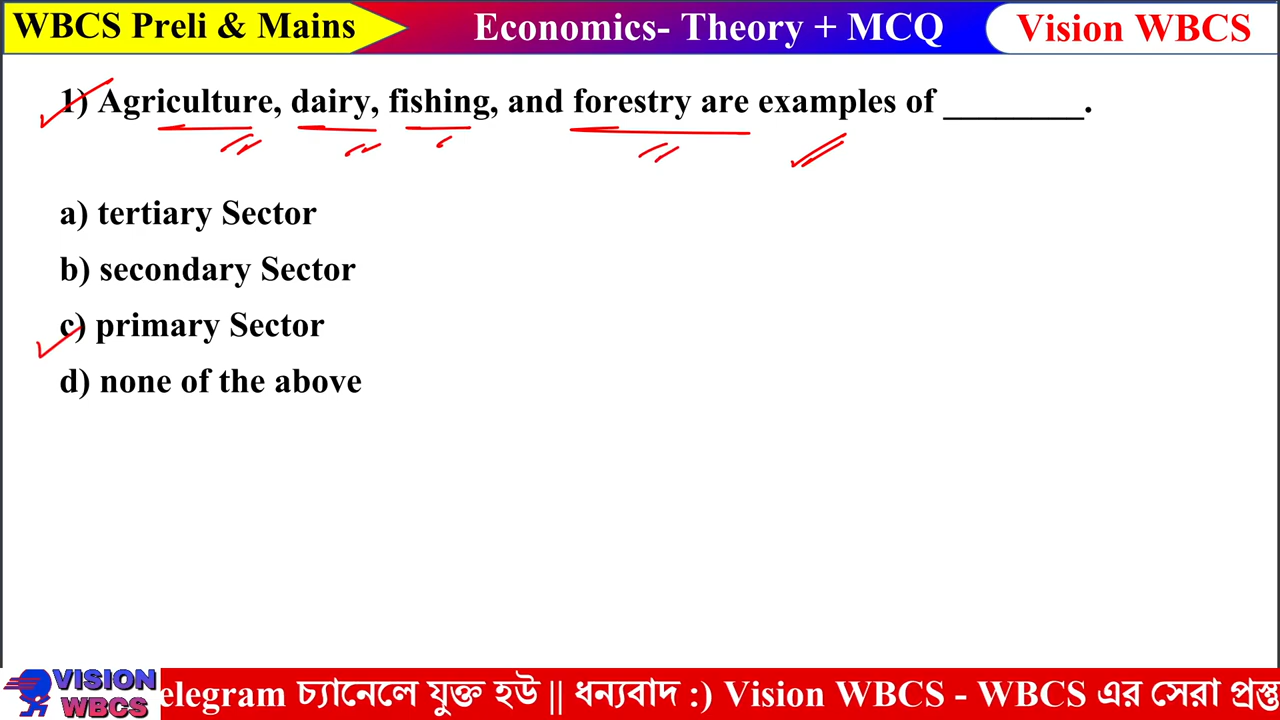 WBCS Preli & Mains
Economics- Theory + MCQ
Vision WBCS
1) Agriculture, dairy, fishing, and forestry are examples of ________.
a) tertiary Sector
b) secondary Sector
c) primary Sector
d) none of the above
VISION
WBCS
elegram চ্যানেলে যুক্ত হউ || ধন্যবাদ :) Vision WBCS - WBCS এর সেরা প্রস্তু